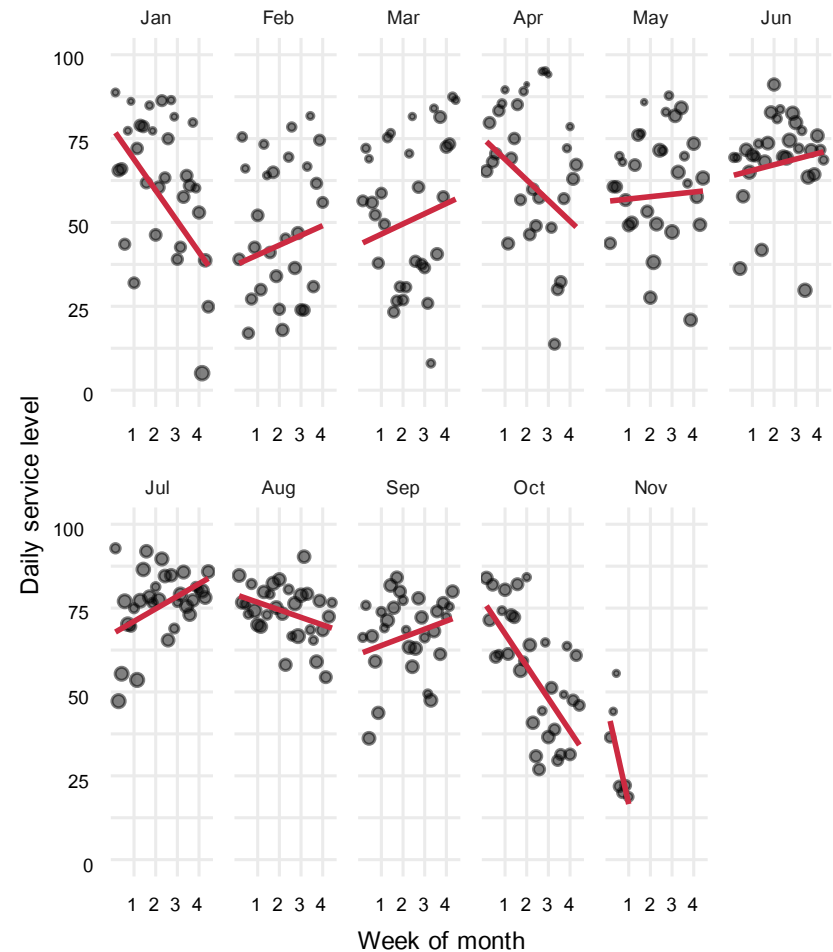 Jan Feb Mar Apr May Jun
100
75
50
25
0
1 2 3 4 1 2 3 4 1 2 3 4 1 2 3 4 1 2 3 4 1 2 3 4
Daily service level
Jul Aug Sep Oct Nov
100
75
50
25
0
1 2 3 4 1 2 3 4 1 2 3 4 1 2 3 4 1 2 3 4
Week of month